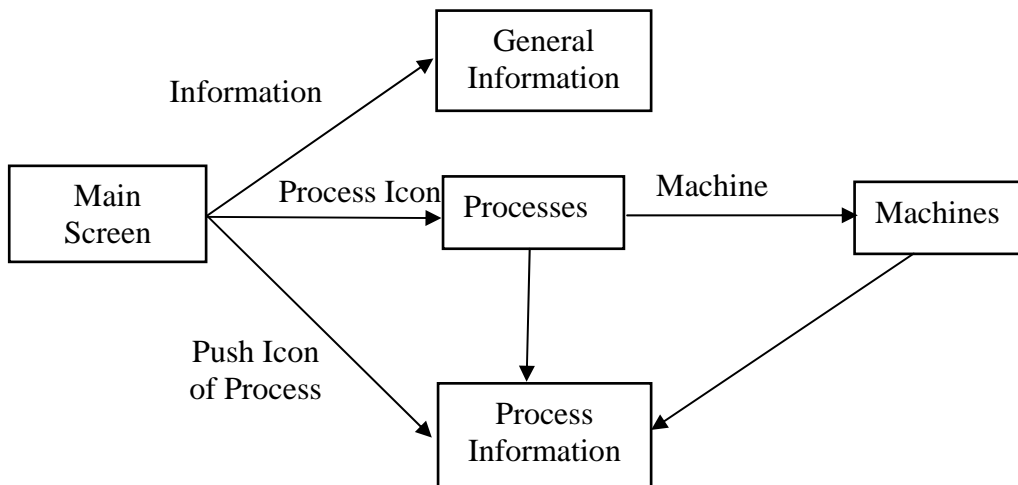 General
Information
Information
Main
Screen
Process Icon
Processes
Machine
Machines
Push Icon
of Process
Process
Information